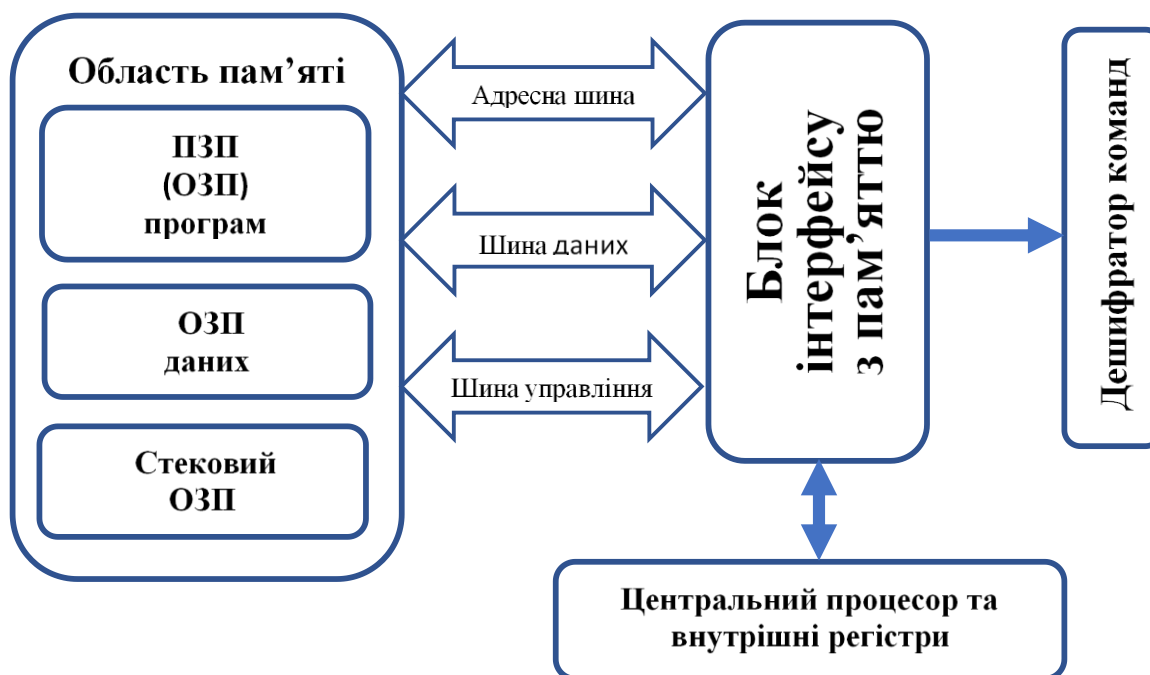 Область пам’яті
ПЗП
(ОЗП)
програм
ОЗП
даних
Стековий
ОЗП
Адресна шина
Шина даних
Шина управління
Блок
інтерфейсу
з пам’яттю
Дешифратор команд
Центральний процесор та
внутрішні регістри